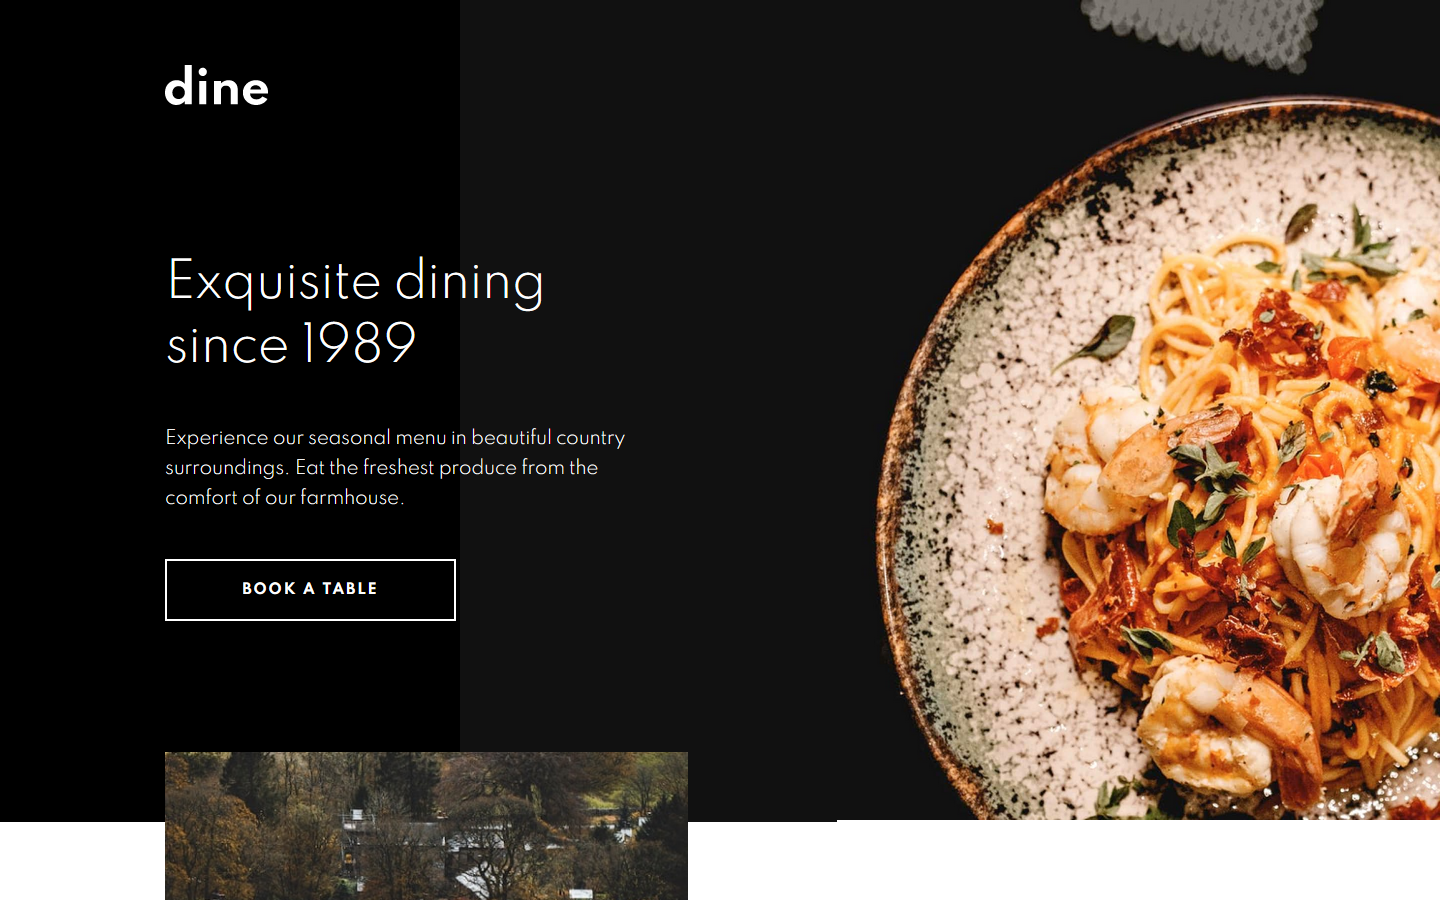 dine
Exquisite dining
since 1989
Experience our seasonal menu in beautiful country
surroundings. Eat the freshest produce from the
comfort of our farmhouse.
BOOK A TABLE